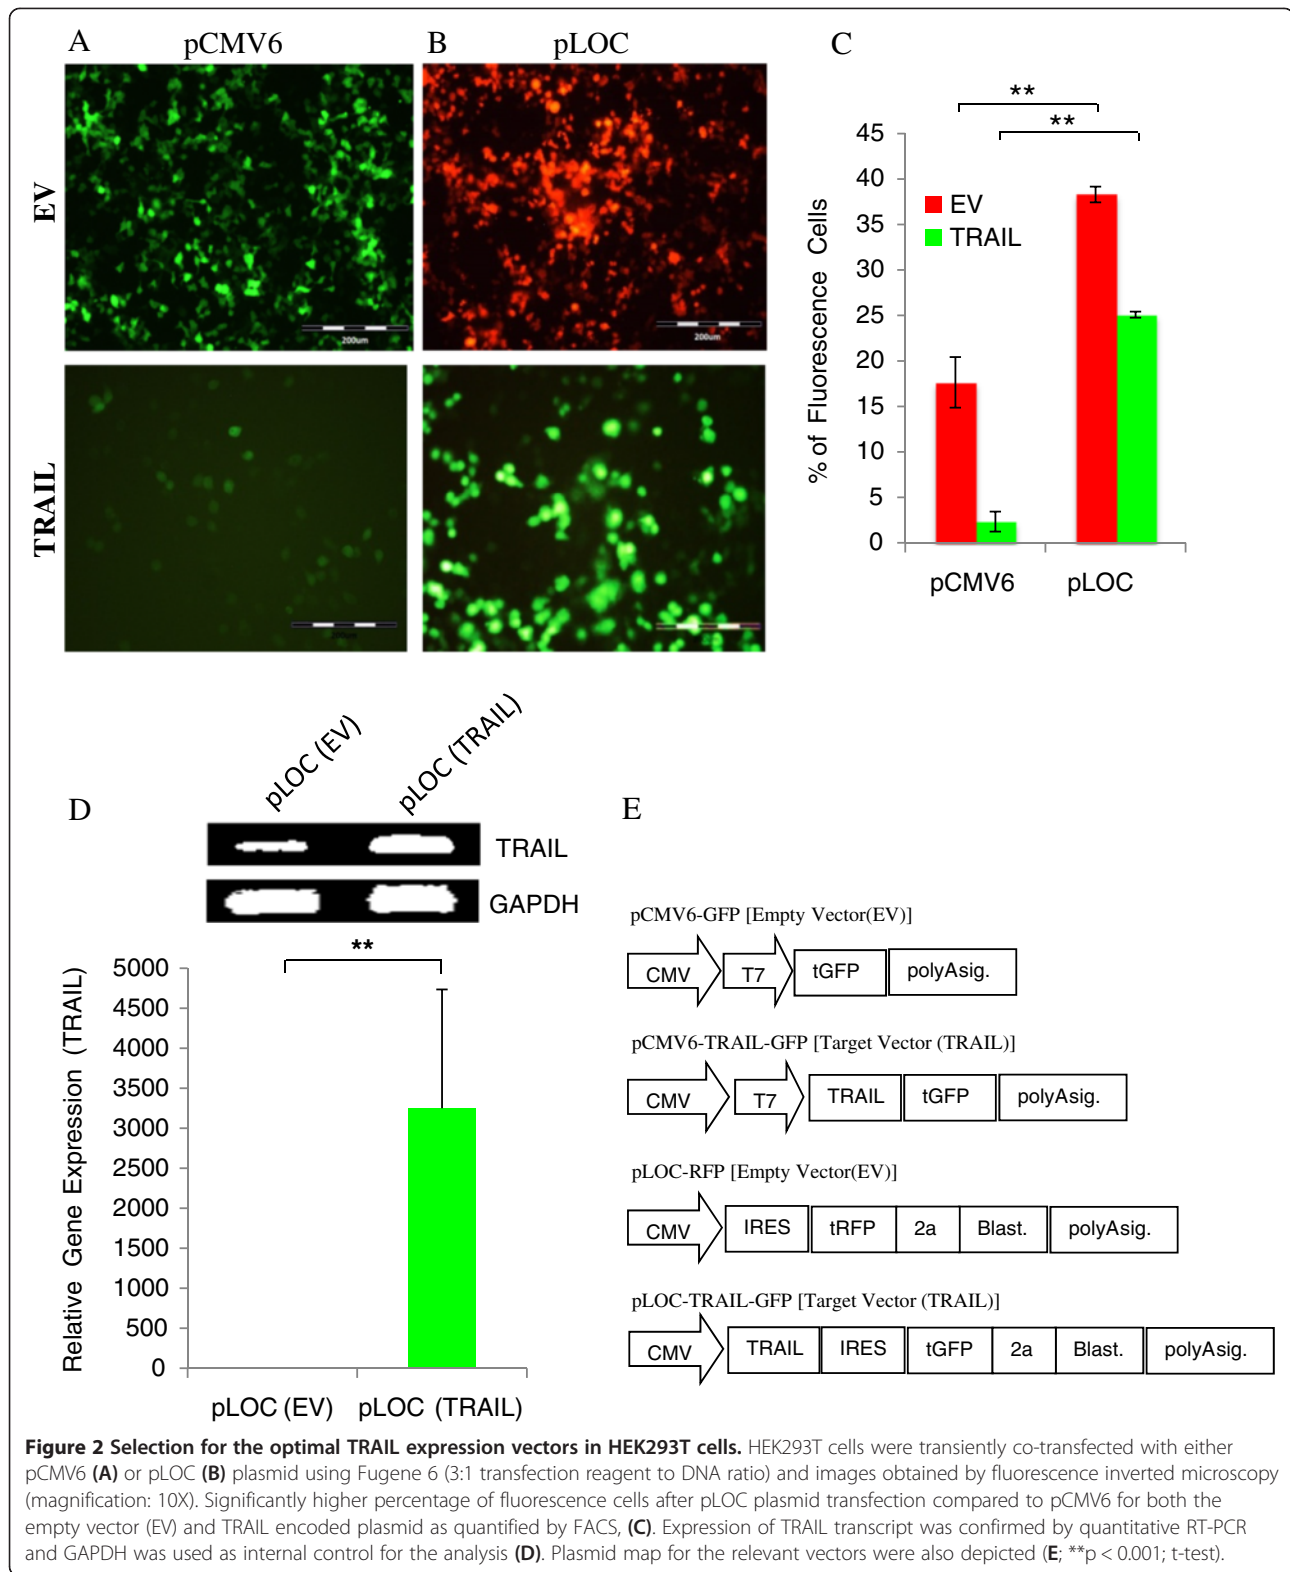 A
pCMV6
B
pLOC
C
EV
TRAIL
200um
200um
200um
**
**
% of Fluorescence Cells
45
40
35
30
25
20
15
10
5
0
EV
TRAIL
pCMV6
pLOC
D
pLOC (EV)
pLOC (TRAIL)
TRAIL
GAPDH
**
Relative Gene Expression (TRAIL)
5000
4500
4000
3500
3000
2500
2000
1500
1000
500
0
pLOC (EV)
pLOC (TRAIL)
E
pCMV6-GFP [Empty Vector(EV)]
CMV T7 tGFP polyAsig.
pCMV6-TRAIL-GFP [Target Vector (TRAIL)]
CMV T7 TRAIL tGFP polyAsig.
pLOC-RFP [Empty Vector(EV)]
CMV IRES tRFP 2a Blast. polyAsig.
pLOC-TRAIL-GFP [Target Vector (TRAIL)]
CMV TRAIL IRES tGFP 2a Blast. polyAsig.
Figure 2 Selection for the optimal TRAIL expression vectors in HEK293T cells. HEK293T cells were transiently co-transfected with either
pCMV6 (A) or pLOC (B) plasmid using Fugene 6 (3:1 transfection reagent to DNA ratio) and images obtained by fluorescence inverted microscopy
(magnification: 10X). Significantly higher percentage of fluorescence cells after pLOC plasmid transfection compared to pCMV6 for both the
empty vector (EV) and TRAIL encoded plasmid as quantified by FACS, (C). Expression of TRAIL transcript was confirmed by quantitative RT-PCR
and GAPDH was used as internal control for the analysis (D). Plasmid map for the relevant vectors were also depicted (E; **p < 0.001; t-test).